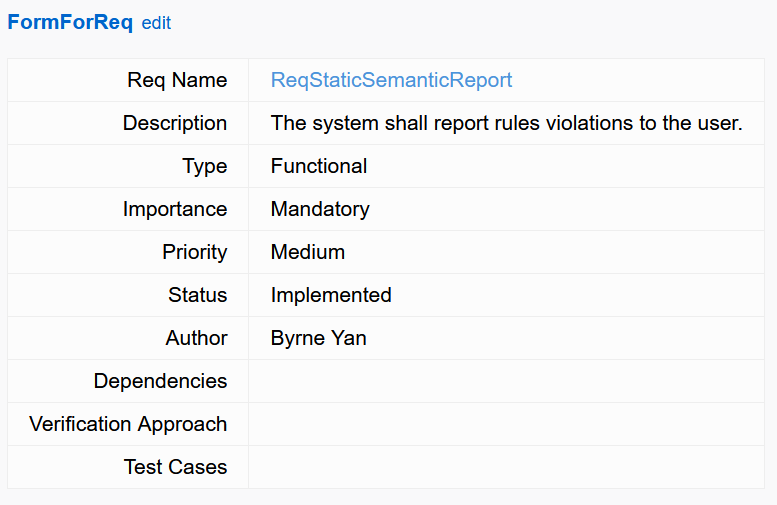 FormForReq edit
Req Name ReqStaticSemanticReport
Description The system shall report rules violations to the user.
Type Functional
Importance Mandatory
Priority Medium
Status Implemented
Author Byrne Yan
Dependencies
Verification Approach
Test Cases